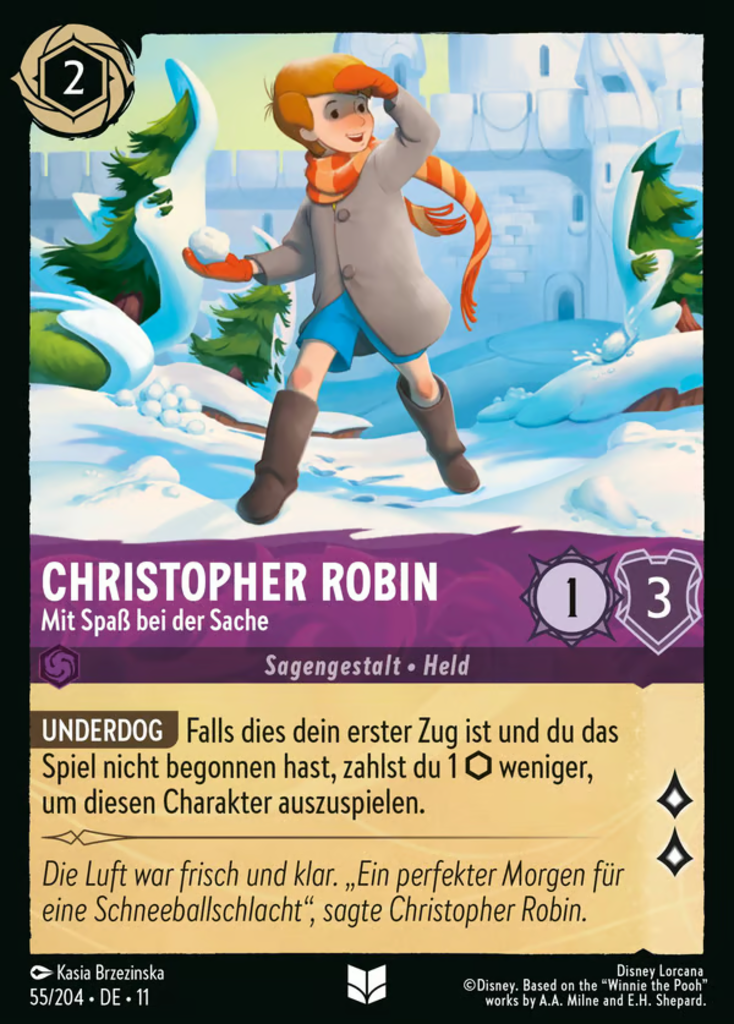 2
CHRISTOPHER ROBIN
Mit Spaß bei der Sache
1
3
Sagengestalt • Held
UNDERDOG Falls dies dein erster Zug ist und du das
Spiel nicht begonnen hast, zahlst du 1 ⬡ weniger,
um diesen Charakter auszuspielen.
Die Luft war frisch und klar. „Ein perfekter Morgen für
eine Schneeballschlacht“, sagte Christopher Robin.
Kasia Brzezinska
55/204 • DE • 11
Disney Lorcana
©Disney. Based on the “Winnie the Pooh”
works by A.A. Milne and E.H. Shepard.